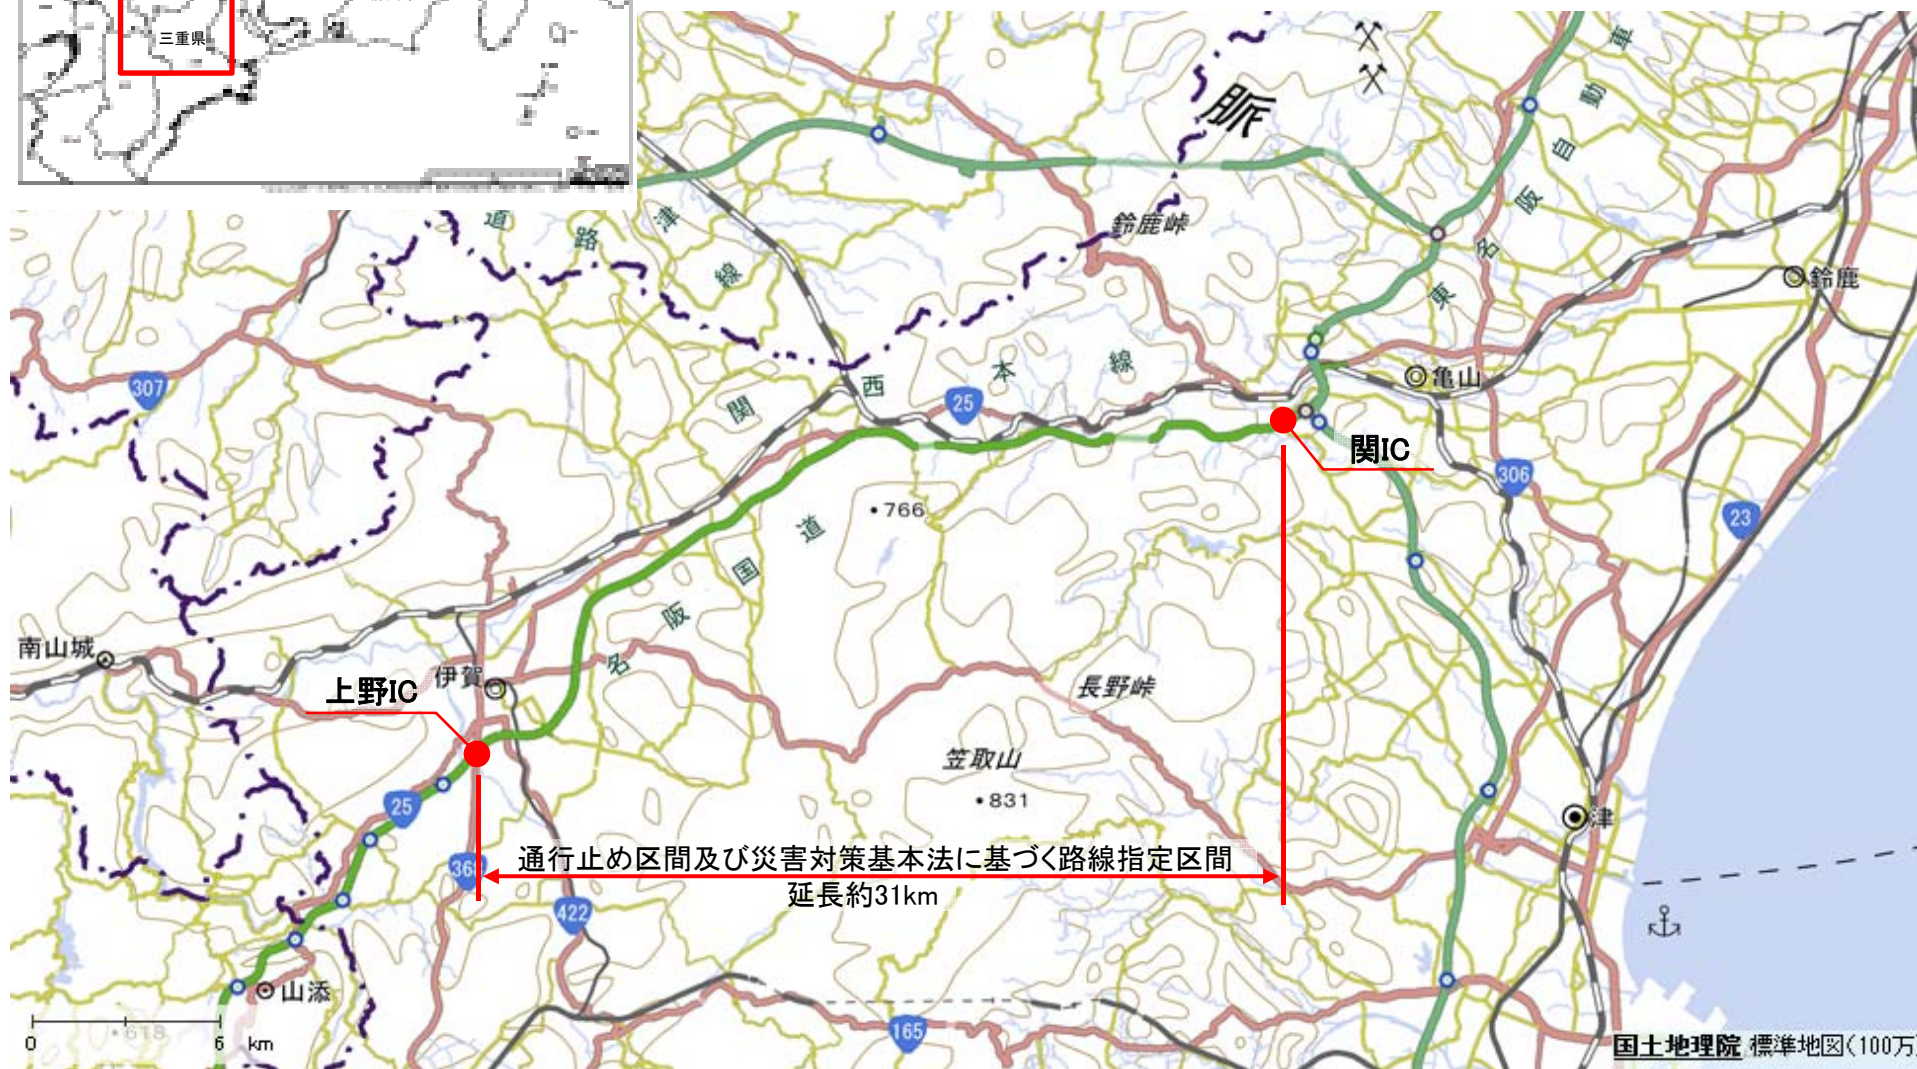 三重県
脈
自
動
車
道
路
津
線
鈴鹿峠
阪
名
東
鈴鹿
307
関
西
本
線
25
亀山
関IC
306
23
766
名
阪
国
道
南山城
伊賀
上野IC
長野峠
笠取山
831
25
368
津
通行止め区間及び災害対策基本法に基づく路線指定区間
延長約31km
422
山添
618
165
0 6 km
国土地理院 標準地図(100万)